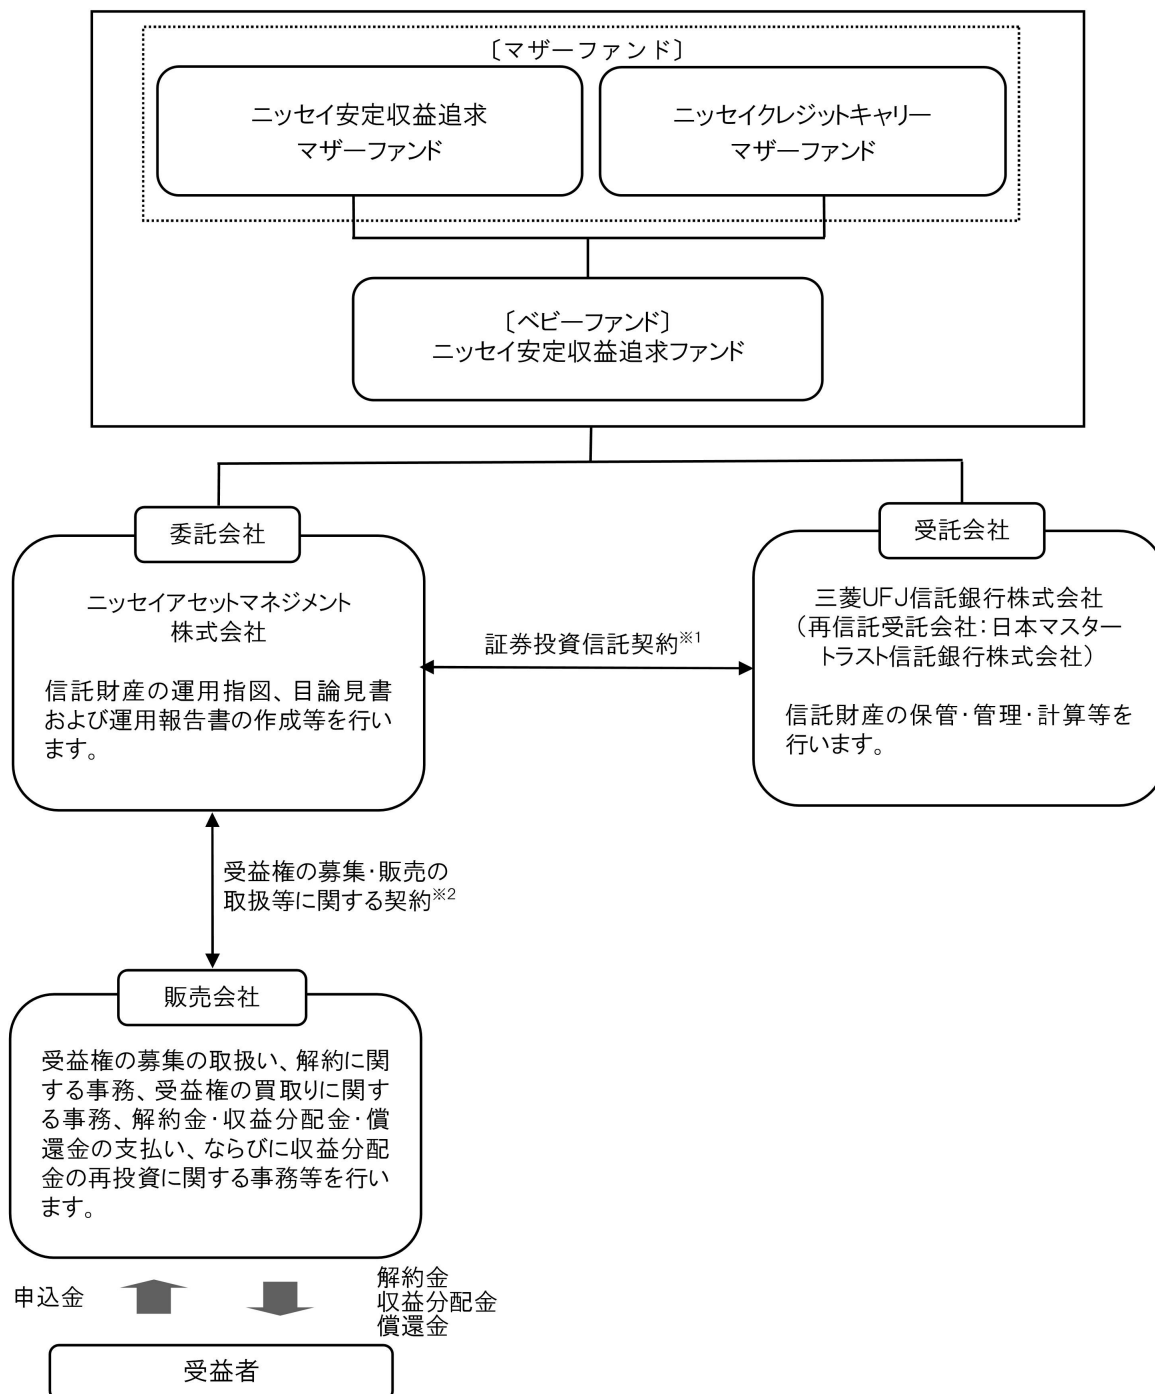 〔マザーファンド〕
ニッセイ安定収益追求
マザーファンド
ニッセイクレジットキャリー
マザーファンド
〔ベビーファンド〕
ニッセイ安定収益追求ファンド
委託会社
ニッセイアセットマネジメント
株式会社
信託財産の運用指図、目論見書
および運用報告書の作成等を行い
ます。
証券投資信託契約※1
受託会社
三菱UFJ信託銀行株式会社
（再信託受託会社：日本マスター
トラスト信託銀行株式会社）
信託財産の保管・管理・計算等を
行います。
受益権の募集・販売の
取扱等に関する契約※2
販売会社
受益権の募集の取扱い、解約に関
する事務、受益権の買取りに関す
る事務、解約金・収益分配金・償
還金の支払い、ならびに収益分配
金の再投資に関する事務等を行い
ます。
申込金
解約金
収益分配金
償還金
受益者